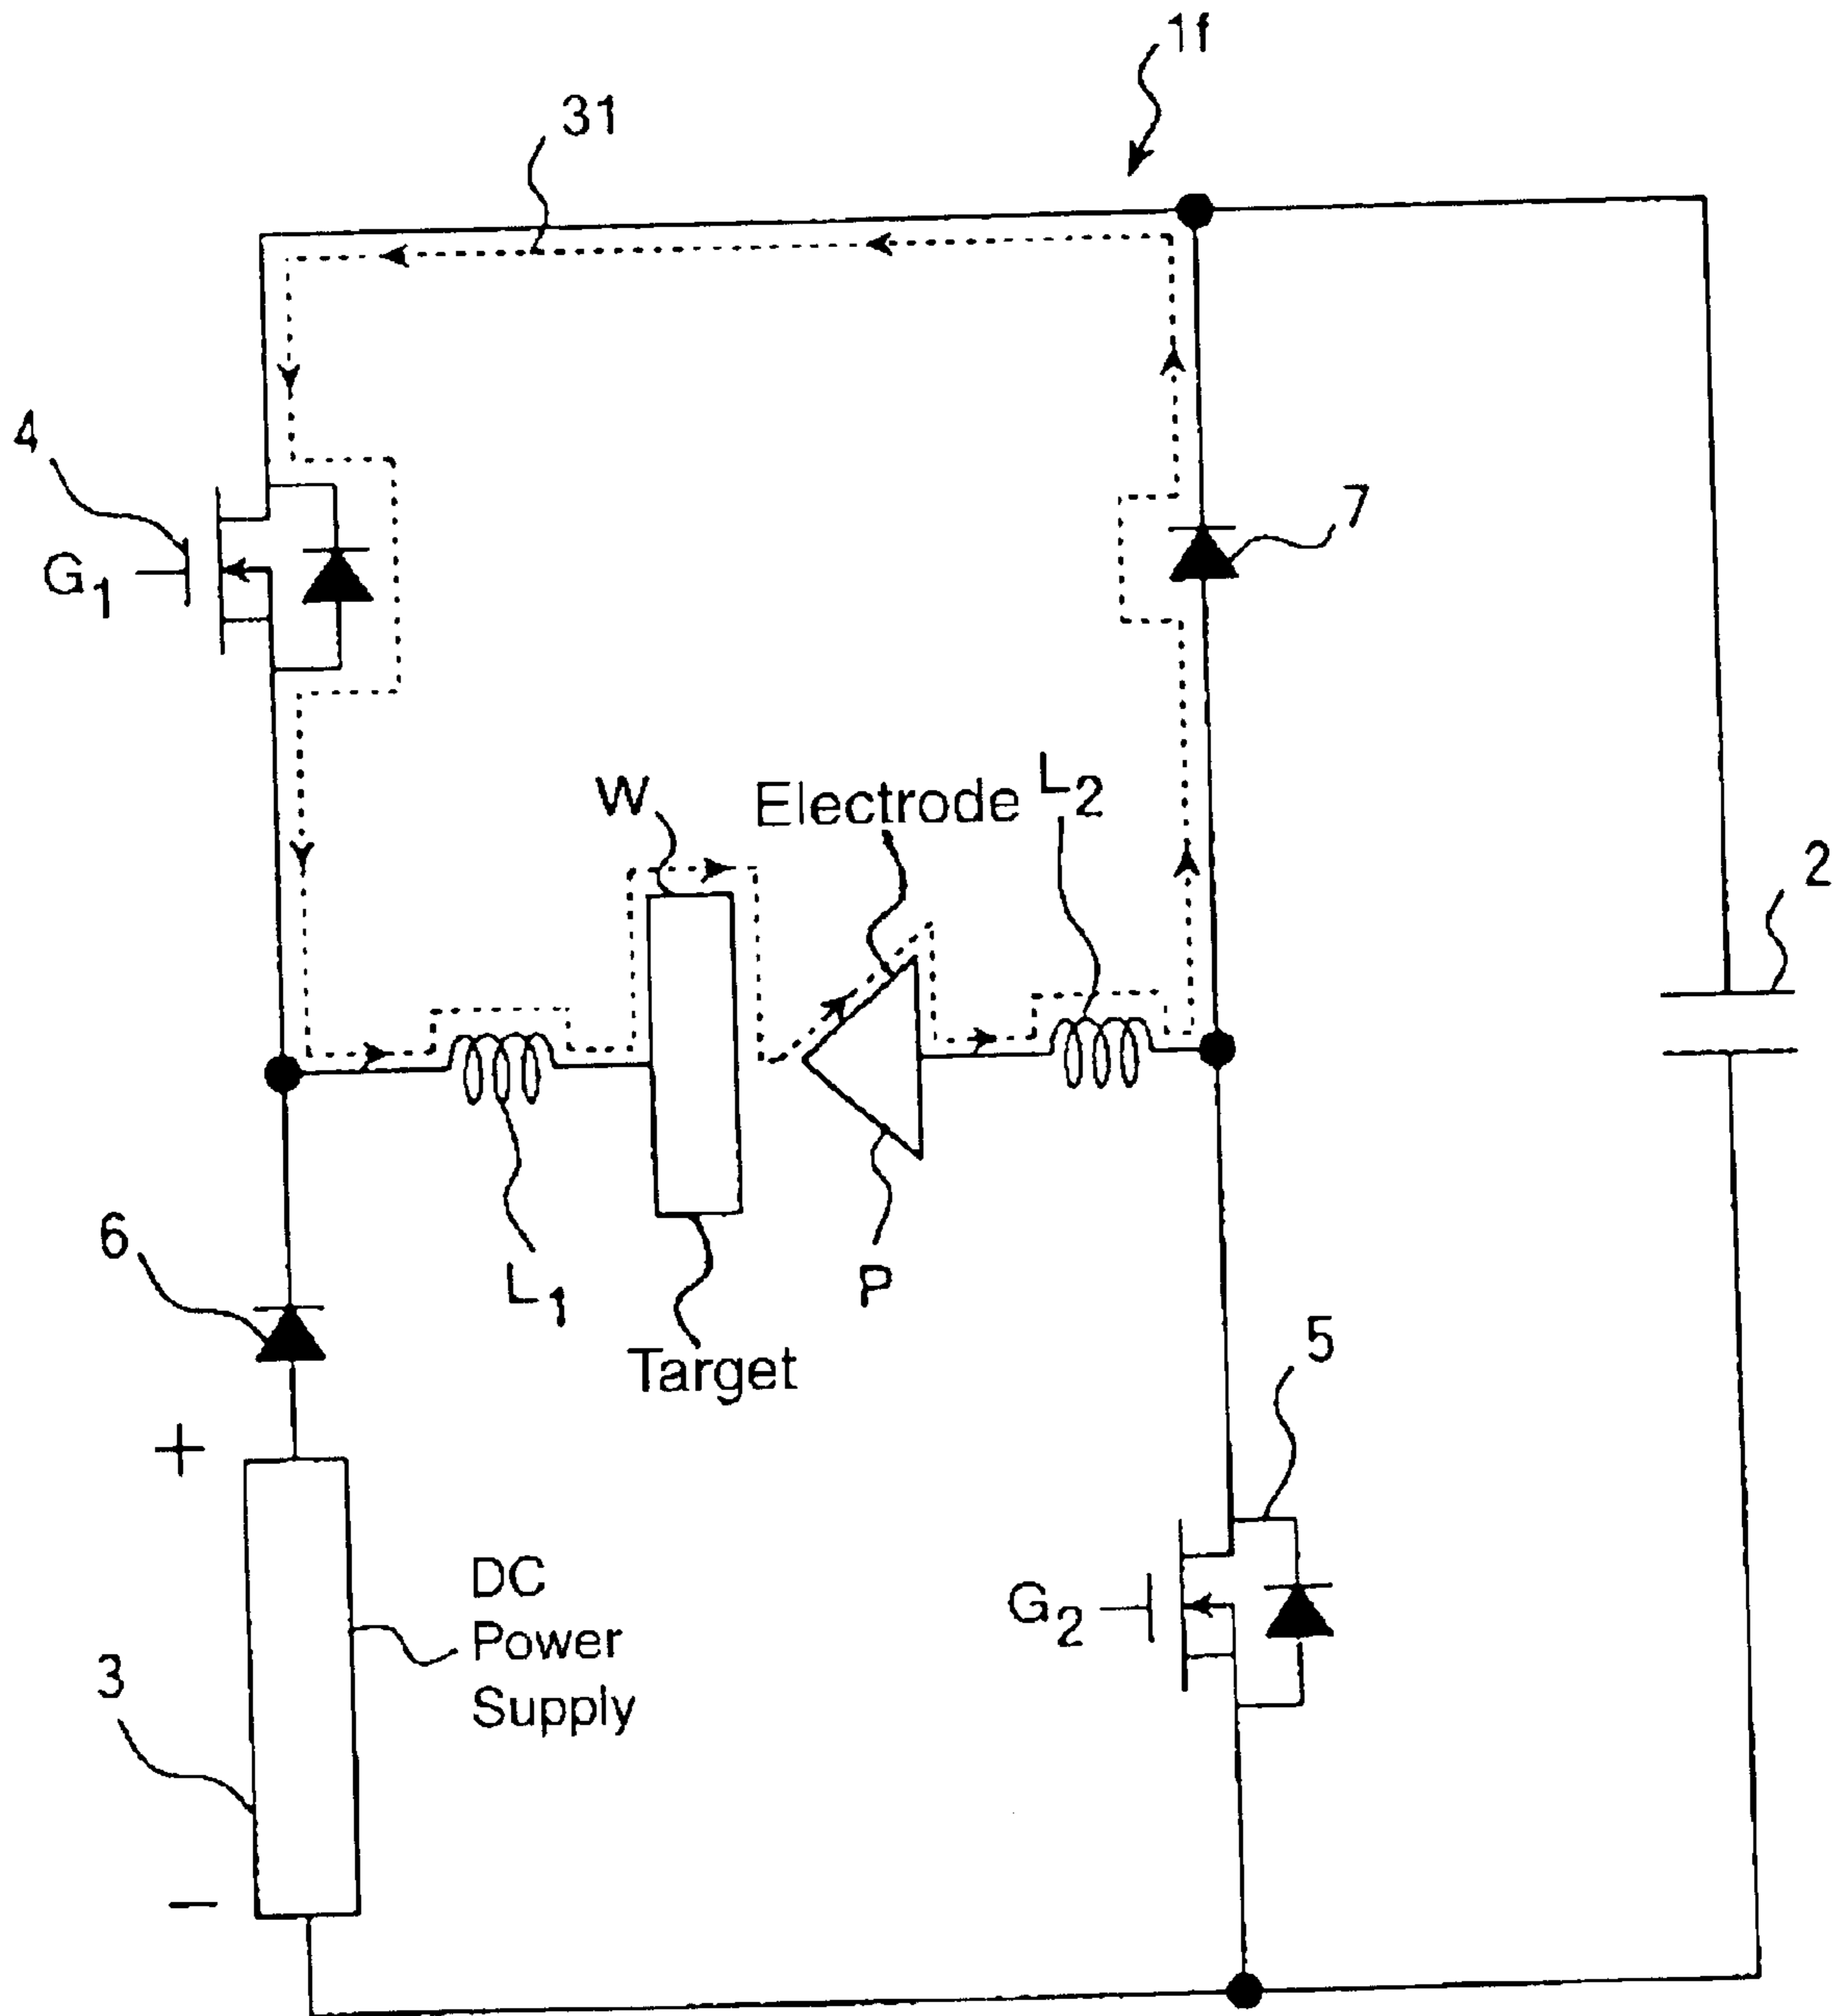 1f
31
4
G1
7
W
Electrode
L2
2
6
L1
P
Target
5
+
DC
Power
Supply
G2
3
−